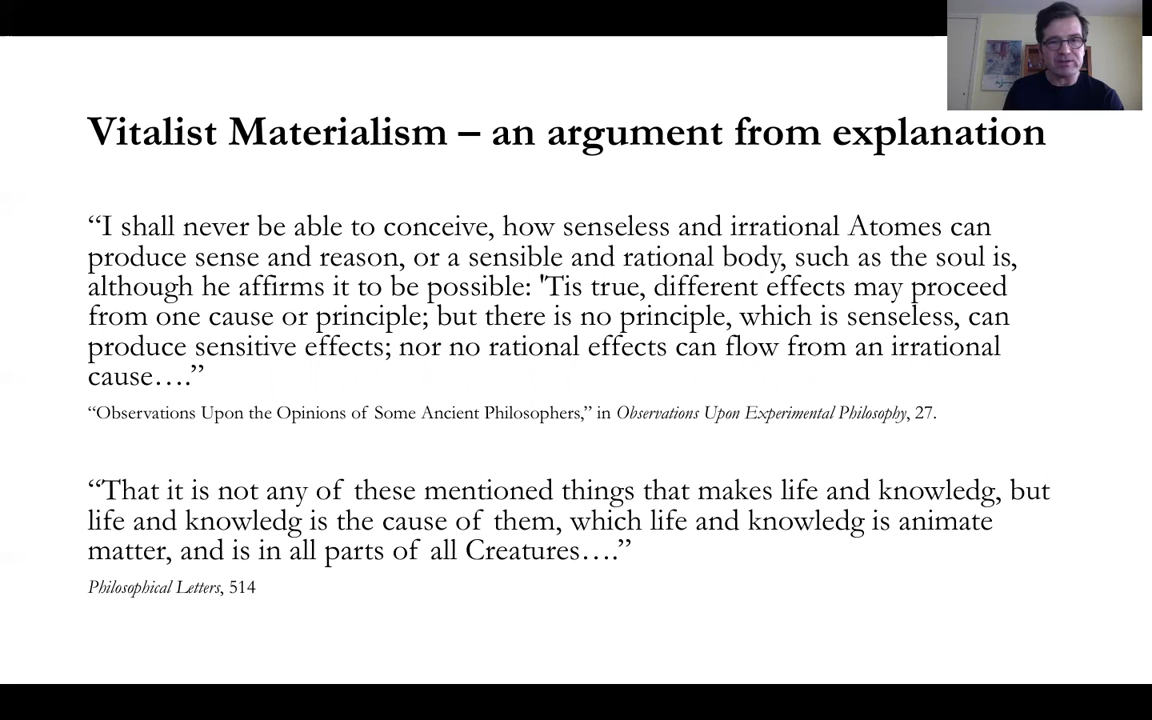 Vitalist Materialism – an argument from explanation
“I shall never be able to conceive, how senseless and irrational Atomes can
produce sense and reason, or a sensible and rational body, such as the soul is,
although he affirms it to be possible: 'Tis true, different effects may proceed
from one cause or principle; but there is no principle, which is senseless, can
produce sensitive effects; nor no rational effects can flow from an irrational
cause….”
“Observations Upon the Opinions of Some Ancient Philosophers,” in Observations Upon Experimental Philosophy, 27.
“That it is not any of these mentioned things that makes life and knowledg, but
life and knowledg is the cause of them, which life and knowledg is animate
matter, and is in all parts of all Creatures….”
Philosophical Letters, 514